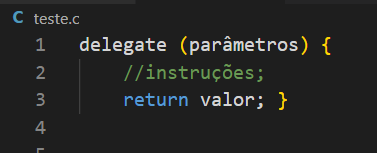 C teste.c
1 delegate (parâmetros) {
2 //instruções;
3 return valor; }
4
5